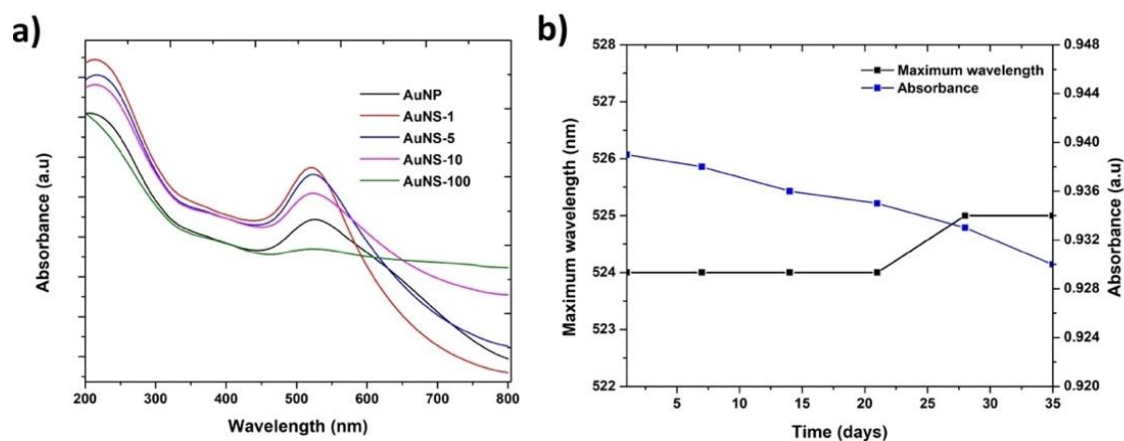 a)
Absorbance (a.u)
AuNP
AuNS-1
AuNS-5
AuNS-10
AuNS-100
200 300 400 500 600 700 800
Wavelength (nm)
b)
Maximum wavelength (nm)
528
527
526
525
524
523
522
Maximum wavelength
Absorbance
0.948
0.944
0.940
0.936
0.932
0.928
0.924
0.920
Absorbance (a.u)
5 10 15 20 25 30 35
Time (days)